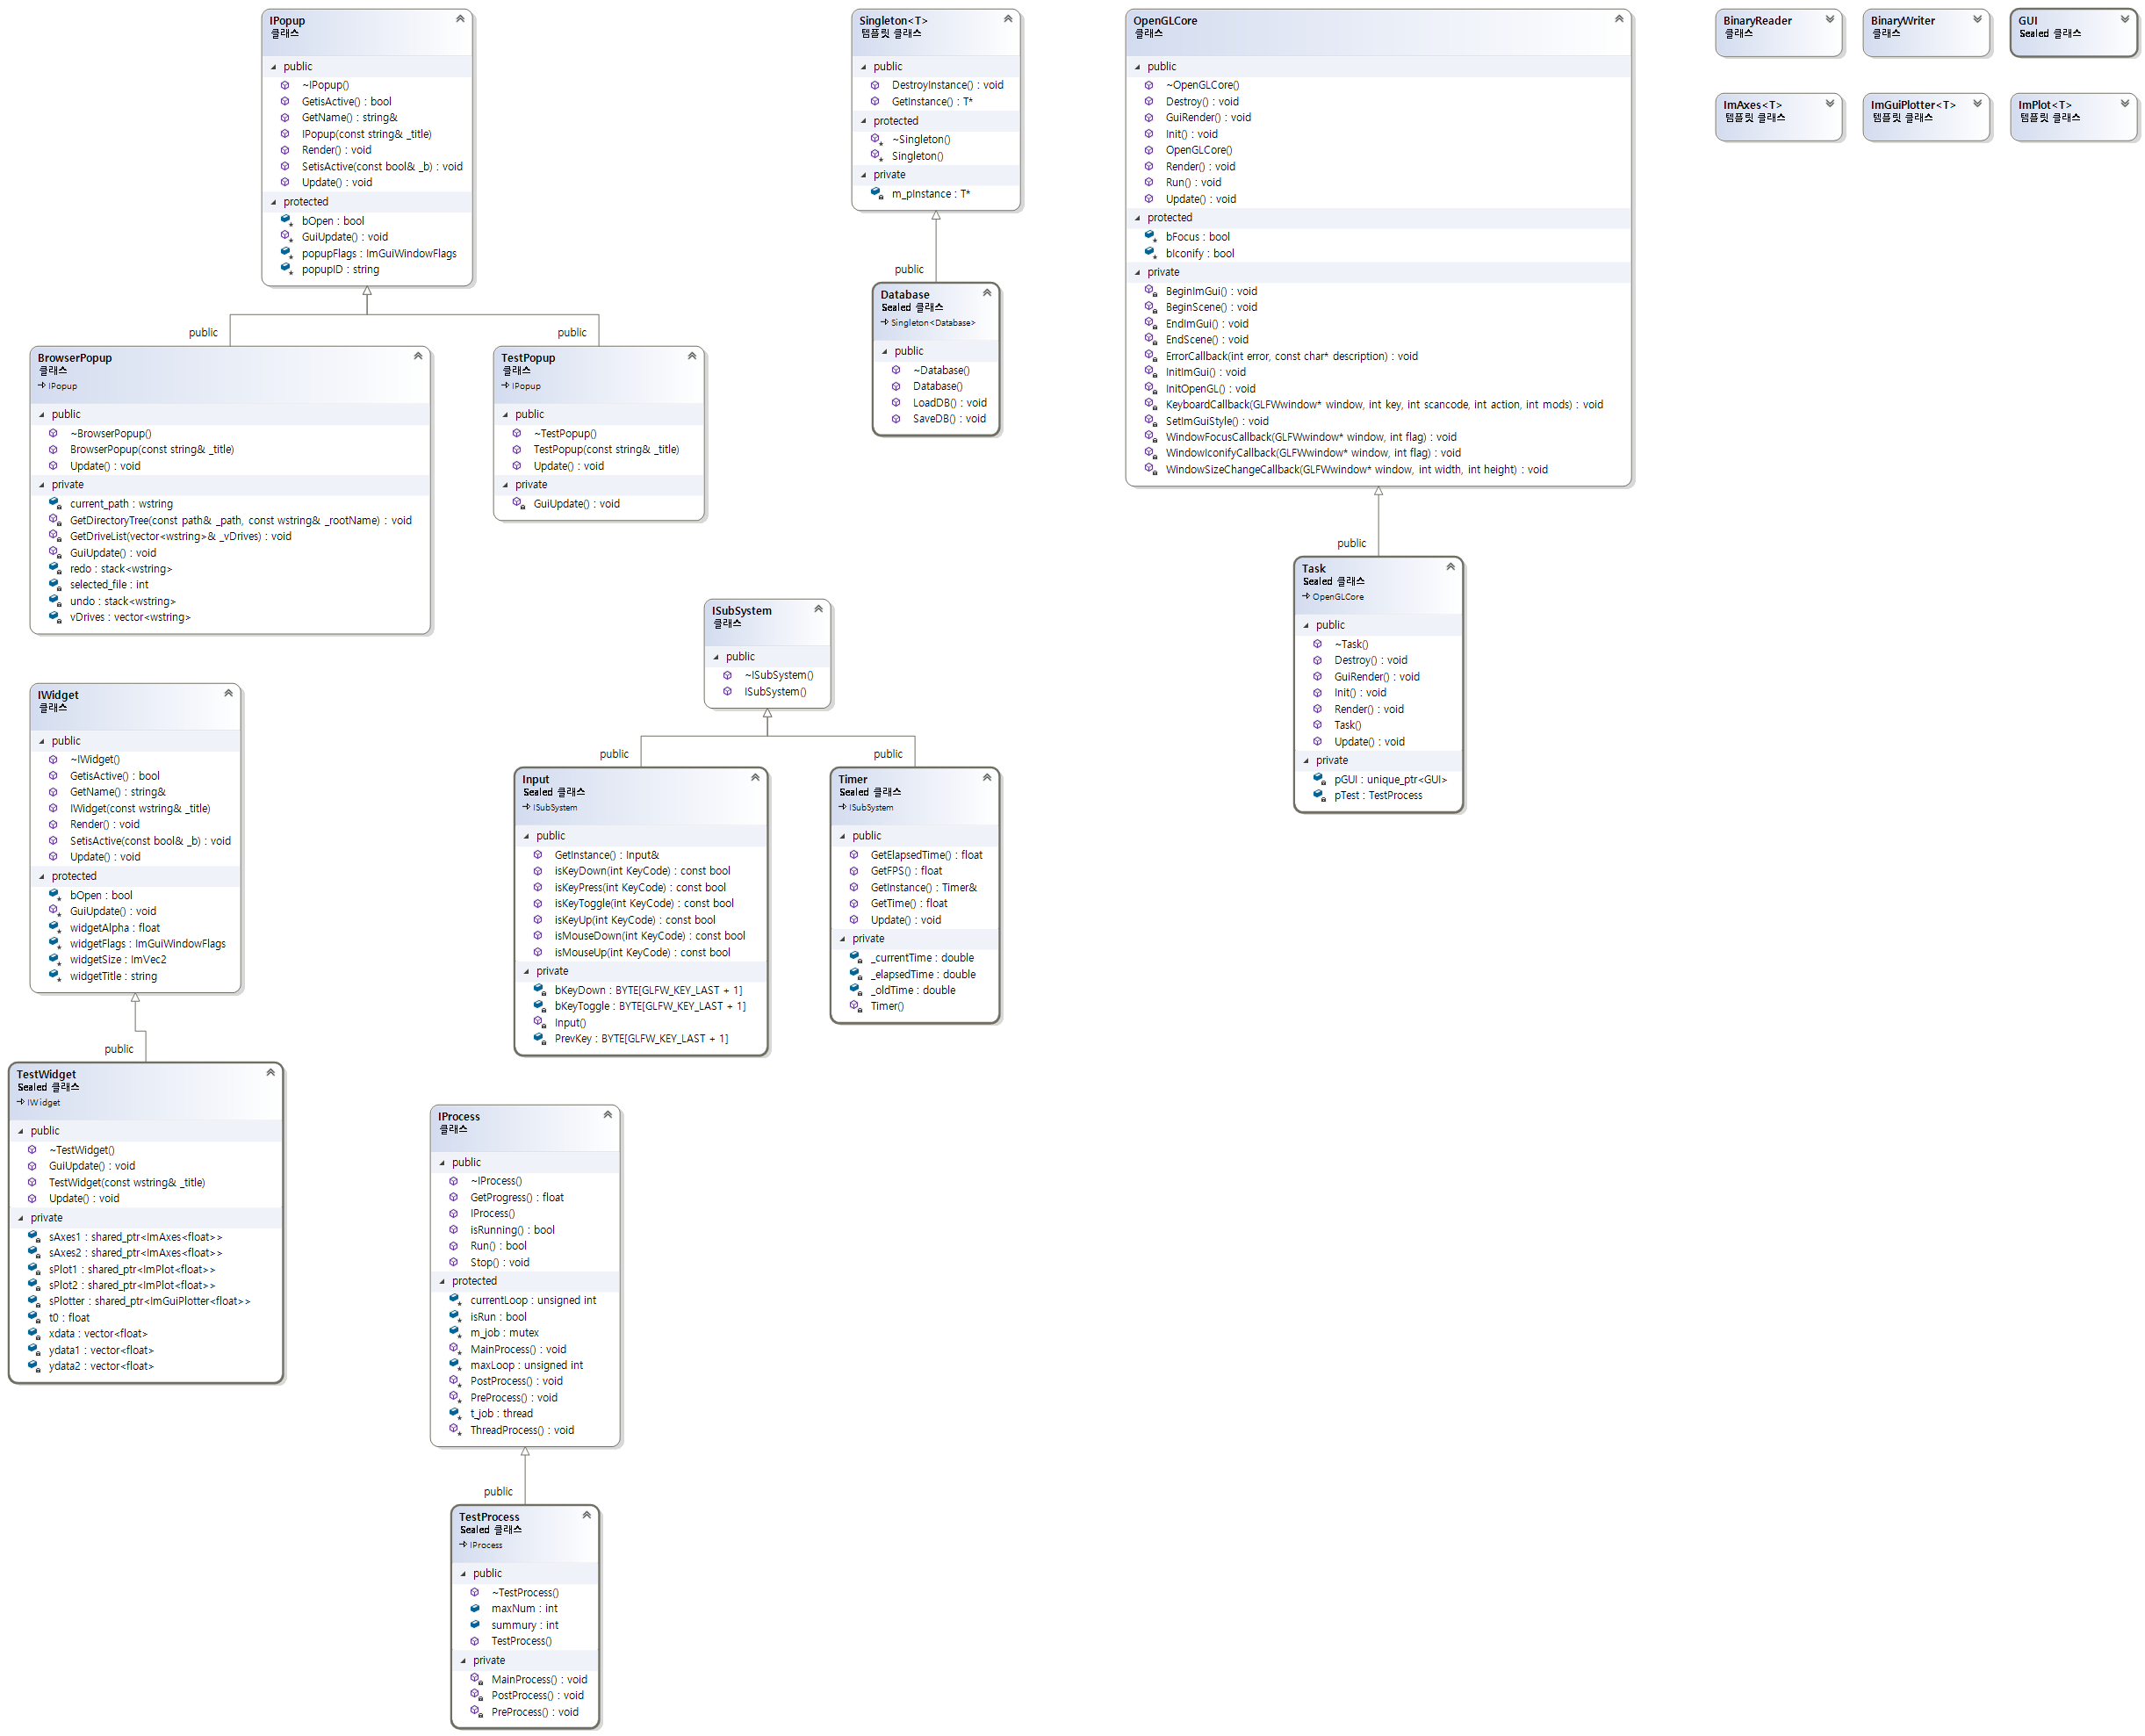 IPopup
클래스
public
~IPopup()
GetisActive() : bool
GetName() : string&
IPopup(const string& _title)
Render() : void
SetisActive(const bool& _b) : void
Update() : void
protected
bOpen : bool
GuiUpdate() : void
popupFlags : ImGuiWindowFlags
popupID : string
public
public
BrowserPopup
클래스
IPopup
public
~BrowserPopup()
BrowserPopup(const string& _title)
Update() : void
private
current_path : wstring
GetDirectoryTree(const path& _path, const wstring& _rootName) : void
GetDriveList(vector<wstring>& _vDrives) : void
GuiUpdate() : void
redo : stack<wstring>
selected_file : int
undo : stack<wstring>
vDrives : vector<wstring>
TestPopup
클래스
IPopup
public
~TestPopup()
TestPopup(const string& _title)
Update() : void
private
GuiUpdate() : void
Singleton<T>
템플릿 클래스
public
DestroyInstance() : void
GetInstance() : T*
protected
~Singleton()
Singleton()
private
m_pInstance : T*
public
Database
Sealed 클래스
Singleton<Database>
public
~Database()
Database()
LoadDB() : void
SaveDB() : void
OpenGLCore
클래스
public
~OpenGLCore()
Destroy() : void
GuiRender() : void
Init() : void
OpenGLCore()
Render() : void
Run() : void
Update() : void
protected
bFocus : bool
bIconify : bool
private
BeginImGui() : void
BeginScene() : void
EndImGui() : void
EndScene() : void
ErrorCallback(int error, const char* description) : void
InitImGui() : void
InitOpenGL() : void
KeyboardCallback(GLFWwindow* window, int key, int scancode, int action, int mods) : void
SetImGuiStyle() : void
WindowFocusCallback(GLFWwindow* window, int flag) : void
WindowIconifyCallback(GLFWwindow* window, int flag) : void
WindowSizeChangeCallback(GLFWwindow* window, int width, int height) : void
public
Task
Sealed 클래스
OpenGLCore
public
~Task()
Destroy() : void
GuiRender() : void
Init() : void
Render() : void
Task()
Update() : void
private
pGUI : unique_ptr<GUI>
pTest : TestProcess
BinaryReader
클래스
BinaryWriter
클래스
GUI
Sealed 클래스
ImAxes<T>
템플릿 클래스
ImGuiPlotter<T>
템플릿 클래스
ImPlot<T>
템플릿 클래스
ISubSystem
클래스
public
~ISubSystem()
ISubSystem()
public
public
Input
Sealed 클래스
ISubSystem
public
GetInstance() : Input&
isKeyDown(int KeyCode) : const bool
isKeyPress(int KeyCode) : const bool
isKeyToggle(int KeyCode) : const bool
isKeyUp(int KeyCode) : const bool
isMouseDown(int KeyCode) : const bool
isMouseUp(int KeyCode) : const bool
private
bKeyDown : BYTE[GLFW_KEY_LAST + 1]
bKeyToggle : BYTE[GLFW_KEY_LAST + 1]
Input()
PrevKey : BYTE[GLFW_KEY_LAST + 1]
Timer
Sealed 클래스
ISubSystem
public
GetElapsedTime() : float
GetFPS() : float
GetInstance() : Timer&
GetTime() : float
Update() : void
private
_currentTime : double
_elapsedTime : double
_oldTime : double
Timer()
IWidget
클래스
public
~IWidget()
GetisActive() : bool
GetName() : string&
IWidget(const wstring& _title)
Render() : void
SetisActive(const bool& _b) : void
Update() : void
protected
bOpen : bool
GuiUpdate() : void
widgetAlpha : float
widgetFlags : ImGuiWindowFlags
widgetSize : ImVec2
widgetTitle : string
public
TestWidget
Sealed 클래스
IWidget
public
~TestWidget()
GuiUpdate() : void
TestWidget(const wstring& _title)
Update() : void
private
sAxes1 : shared_ptr<ImAxes<float>>
sAxes2 : shared_ptr<ImAxes<float>>
sPlot1 : shared_ptr<ImPlot<float>>
sPlot2 : shared_ptr<ImPlot<float>>
sPlotter : shared_ptr<ImGuiPlotter<float>>
t0 : float
xdata : vector<float>
ydata1 : vector<float>
ydata2 : vector<float>
IProcess
클래스
public
~IProcess()
GetProgress() : float
IProcess()
isRunning() : bool
Run() : bool
Stop() : void
protected
currentLoop : unsigned int
isRun : bool
m_job : mutex
MainProcess() : void
maxLoop : unsigned int
PostProcess() : void
PreProcess() : void
t_job : thread
ThreadProcess() : void
public
TestProcess
Sealed 클래스
IProcess
public
~TestProcess()
maxNum : int
summury : int
TestProcess()
private
MainProcess() : void
PostProcess() : void
PreProcess() : void